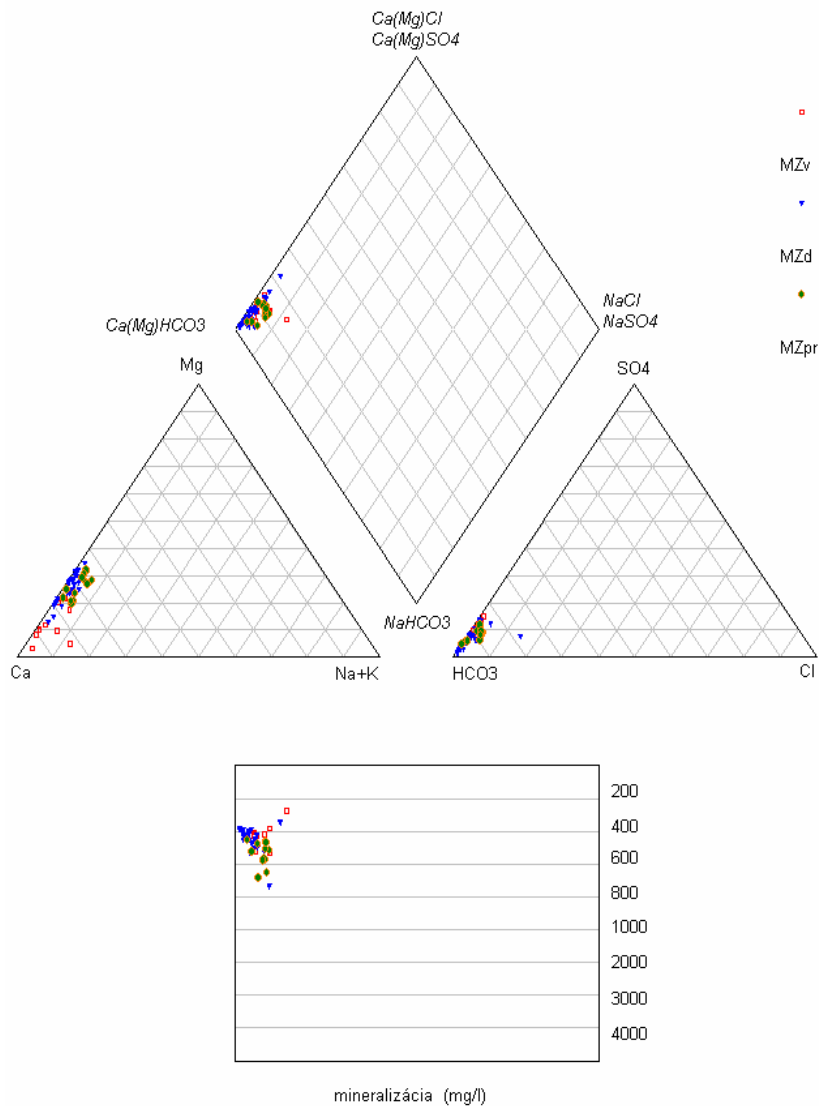 Ca(Mg)Cl
Ca(Mg)SO4
MZv
MZd
MZpr
Ca(Mg)HCO3
NaCl
NaSO4
Mg
SO4
NaHCO3
Ca
Na+K
HCO3
Cl
200
400
600
800
1000
2000
3000
4000
mineralizácia (mg/l)